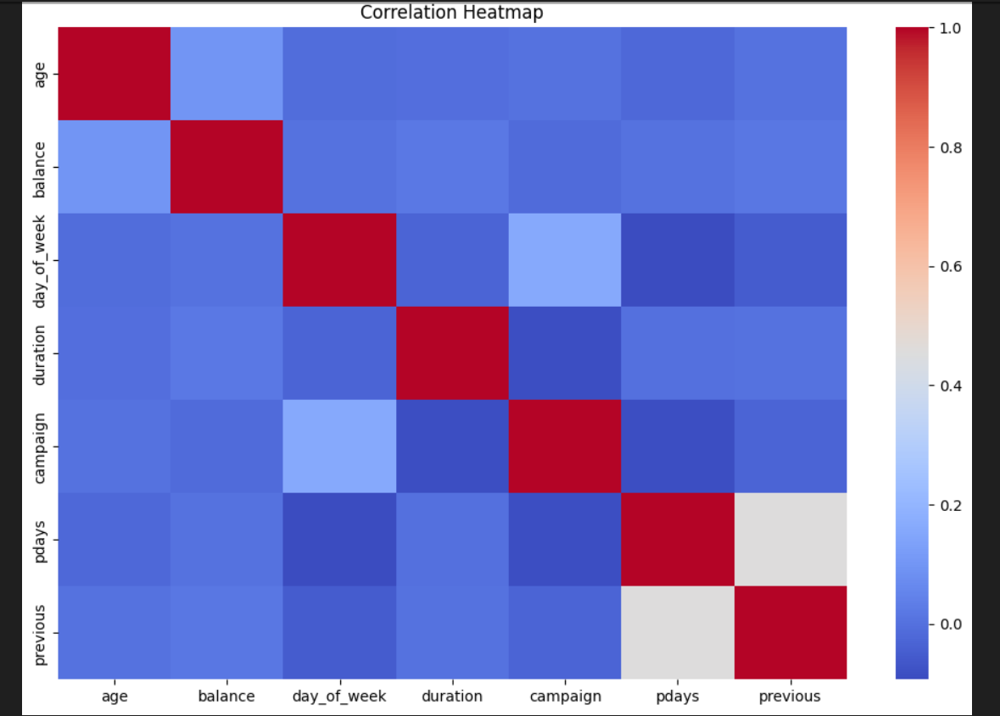 Correlation Heatmap
age
balance
day_of_week
duration
campaign
pdays
previous
age balance day_of_week duration campaign pdays previous
1.0
0.8
0.6
0.4
0.2
0.0